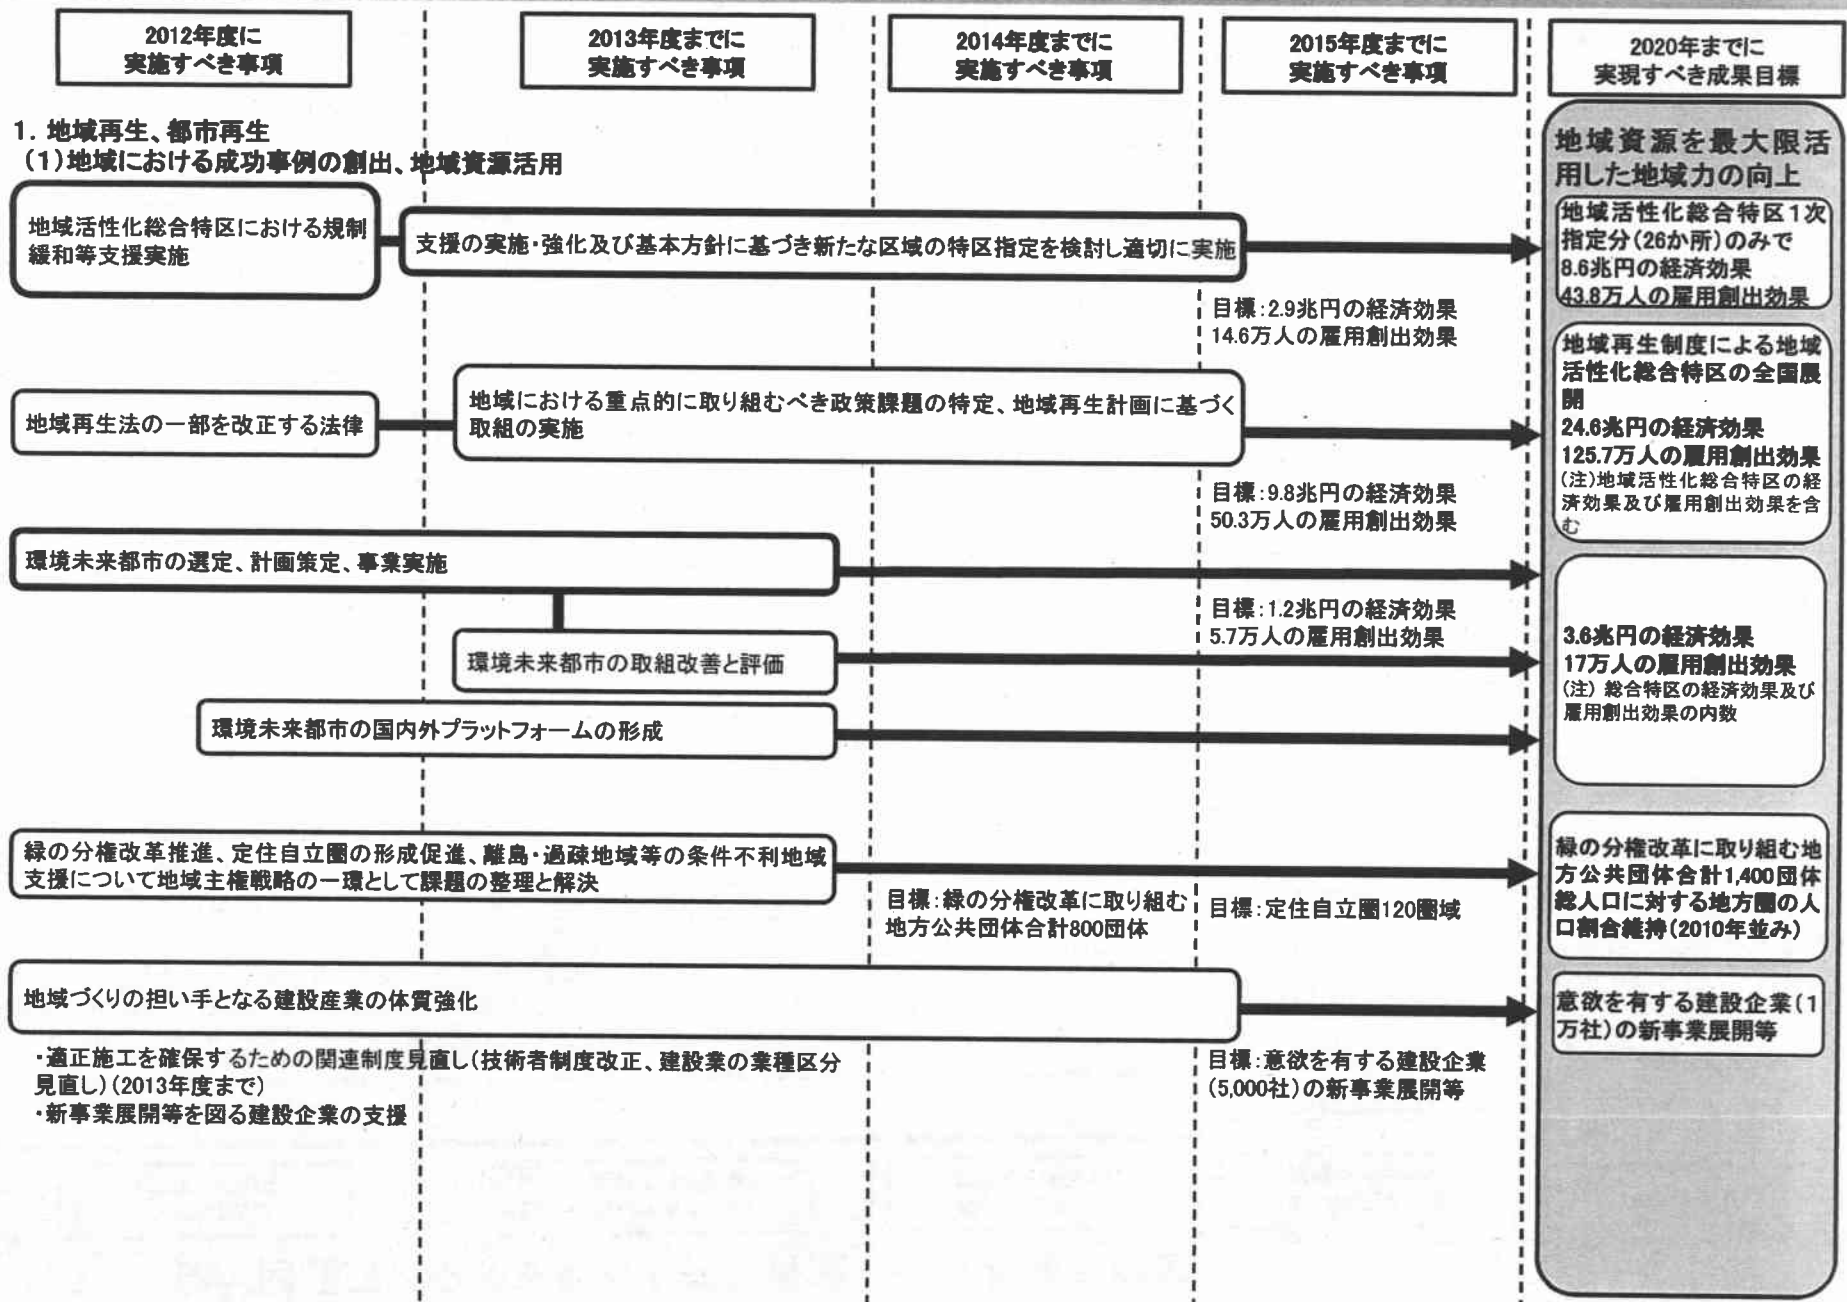 2012年度に
実施すべき事項
2013年度までに
実施すべき事項
2014年度までに
実施すべき事項
2015年度までに
実施すべき事項
2020年までに
実現すべき成果目標
1. 地域再生、都市再生
(1)地域における成功事例の創出、地域資源活用
地域活性化総合特区における規制
緩和等支援実施
支援の実施・強化及び基本方針に基づき新たな区域の特区指定を検討し適切に実施
目標:2.9兆円の経済効果
14.6万人の雇用創出効果
地域再生法の一部を改正する法律
地域における重点的に取り組むべき政策課題の特定、地域再生計画に基づく
取組の実施
目標:9.8兆円の経済効果
50.3万人の雇用創出効果
環境未来都市の選定、計画策定、事業実施
目標:1.2兆円の経済効果
5.7万人の雇用創出効果
環境未来都市の取組改善と評価
環境未来都市の国内外プラットフォームの形成
緑の分権改革推進、定住自立圏の形成促進、離島・過疎地域等の条件不利地域
支援について地域主権戦略の一環として課題の整理と解決
目標:緑の分権改革に取り組む
地方公共団体合計800団体
目標:定住自立圏120圏域
地域づくりの担い手となる建設産業の体質強化
・適正施工を確保するための関連制度見直し(技術者制度改正、建設業の業種区分
見直し)(2013年度まで)
・新事業展開等を図る建設企業の支援
目標:意欲を有する建設企業
(5,000社)の新事業展開等
地域資源を最大限活
用した地域力の向上
地域活性化総合特区1次
指定分(26か所)のみで
8.6兆円の経済効果
43.8万人の雇用創出効果
地域再生制度による地域
活性化総合特区の全国展
開
24.6兆円の経済効果
125.7万人の雇用創出効果
(注)地域活性化総合特区の経
済効果及び雇用創出効果を含
む
3.6兆円の経済効果
17万人の雇用創出効果
(注) 総合特区の経済効果及び
雇用創出効果の内数
緑の分権改革に取り組む地
方公共団体合計1,400団体
総人口に対する地方圏の人
口割合維持(2010年並み)
意欲を有する建設企業(1
万社)の新事業展開等